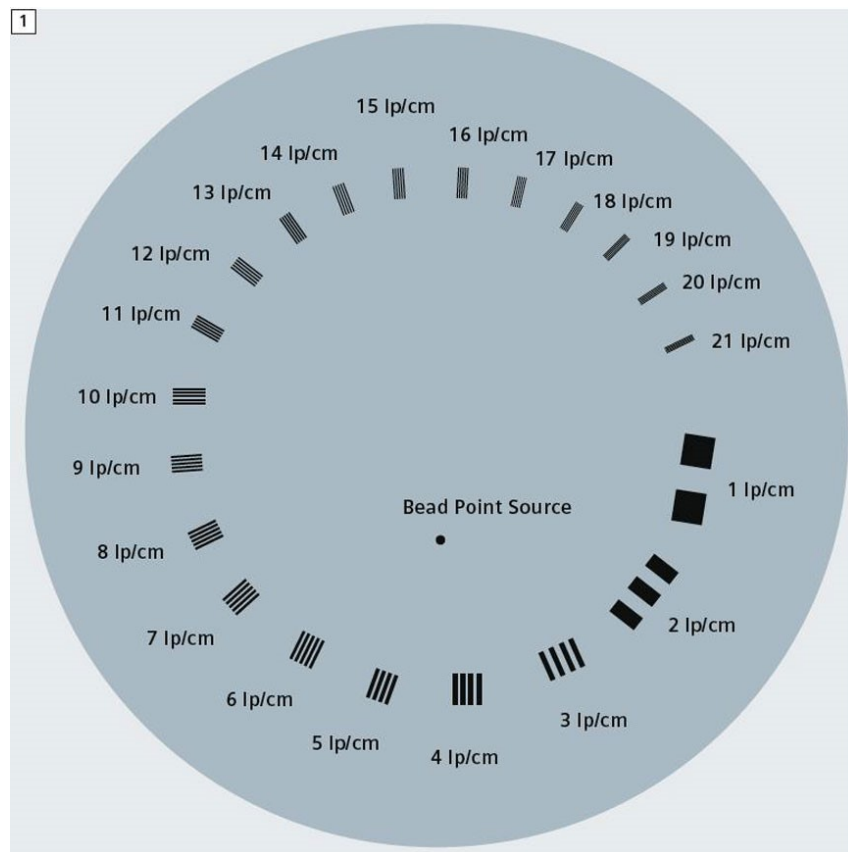 1
15 lp/cm
16 lp/cm
14 lp/cm
17 lp/cm
13 lp/cm
18 lp/cm
19 lp/cm
12 lp/cm
20 lp/cm
11 lp/cm
21 lp/cm
10 lp/cm
9 lp/cm
1 lp/cm
Bead Point Source
8 lp/cm
2 lp/cm
7 lp/cm
6 lp/cm
3 lp/cm
5 lp/cm
4 lp/cm